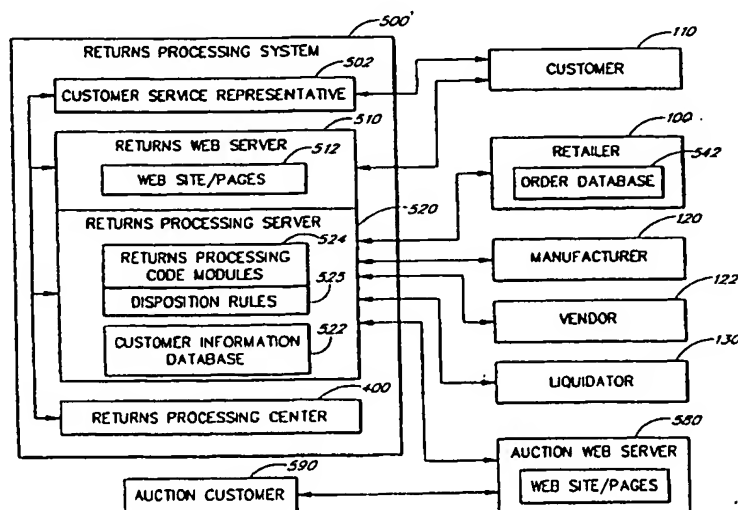 500'
RETURNS PROCESSING SYSTEM
502
CUSTOMER SERVICE REPRESENTATIVE
510
RETURNS WEB SERVER
512
WEB SITE/PAGES
520
RETURNS PROCESSING SERVER
524
RETURNS PROCESSING
CODE MODULES
525
DISPOSITION RULES
522
CUSTOMER INFORMATION
DATABASE
400
RETURNS PROCESSING CENTER
590
AUCTION CUSTOMER
110
CUSTOMER
100
RETAILER
542
ORDER DATABASE
120
MANUFACTURER
122
VENDOR
130
LIQUIDATOR
580
AUCTION WEB SERVER
WEB SITE/PAGES